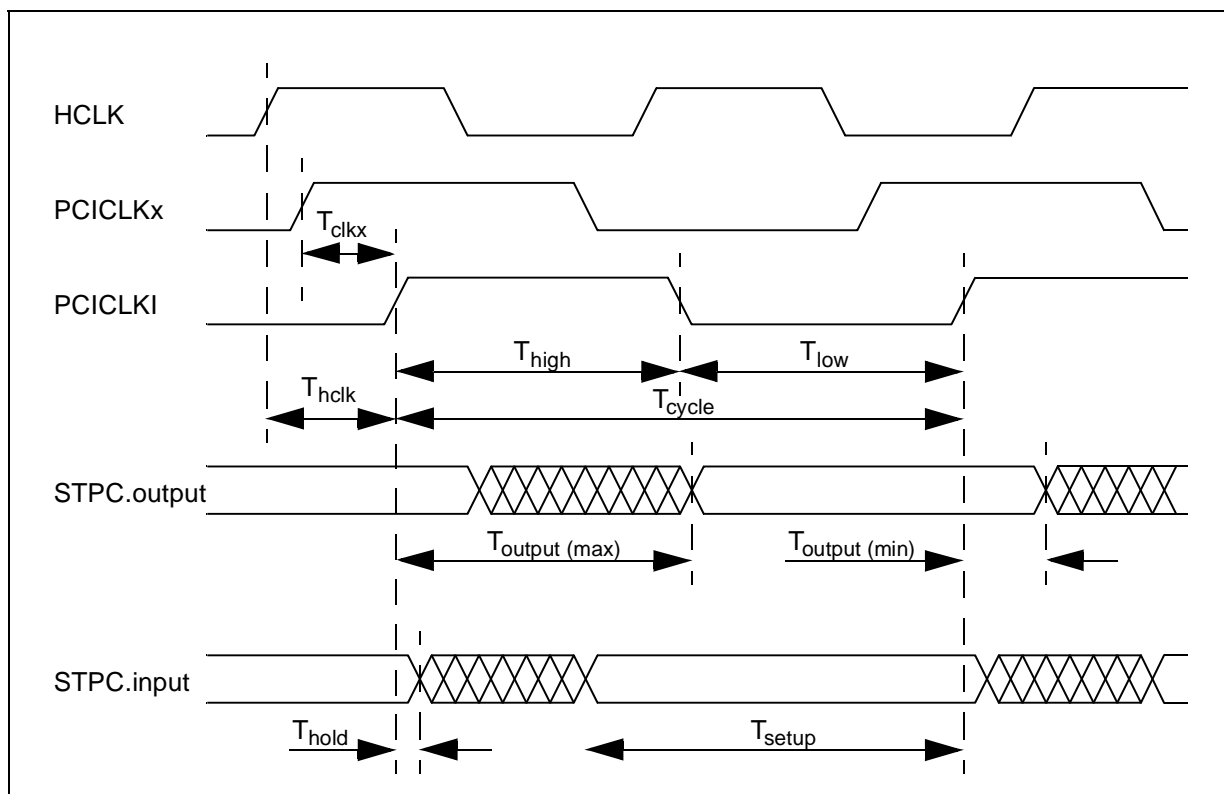 HCLK
PCICLKx
Tclkx
PCICLKI
Thigh
Tlow
Thclk
Tcycle
STPC.output
Toutput (max)
Toutput (min)
STPC.input
Thold
Tsetup